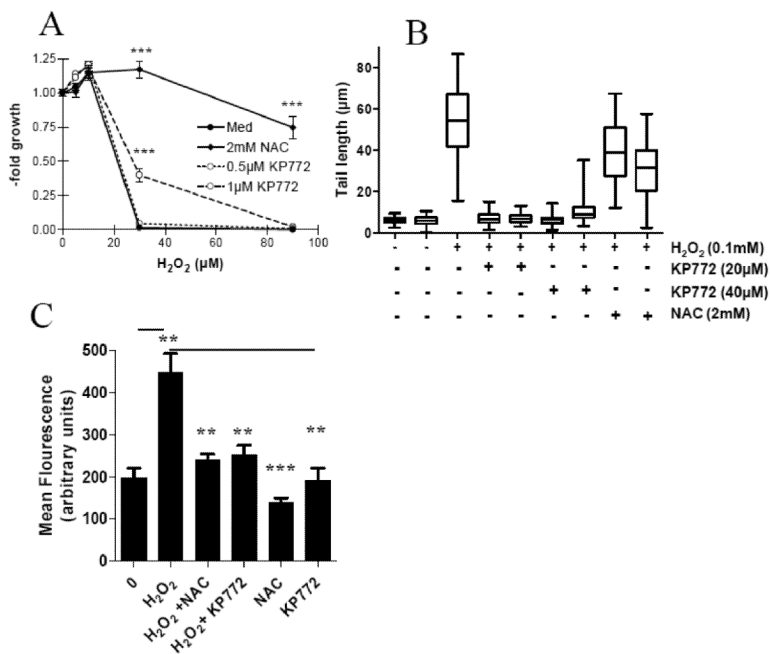 A
-fold growth
1.25
1.00
0.75
0.50
0.25
0.00
***
***
***
Med
2mM NAC
0.5µM KP772
1µM KP772
0 20 40 60 80 100
H₂O₂ (µM)
B
Tail length (µm)
80
60
40
20
0
- - + + + + + + + H₂O₂ (0.1mM)
- - - + + - - - - KP772 (20µM)
- - - - - + + - - KP772 (40µM)
- - - - - - - + + NAC (2mM)
C
Mean Flourescence
(arbitrary units)
500
400
300
200
100
0
**
**
**
***
**
0
H₂O₂
H₂O₂ +NAC
H₂O₂+ KP772
NAC
KP772